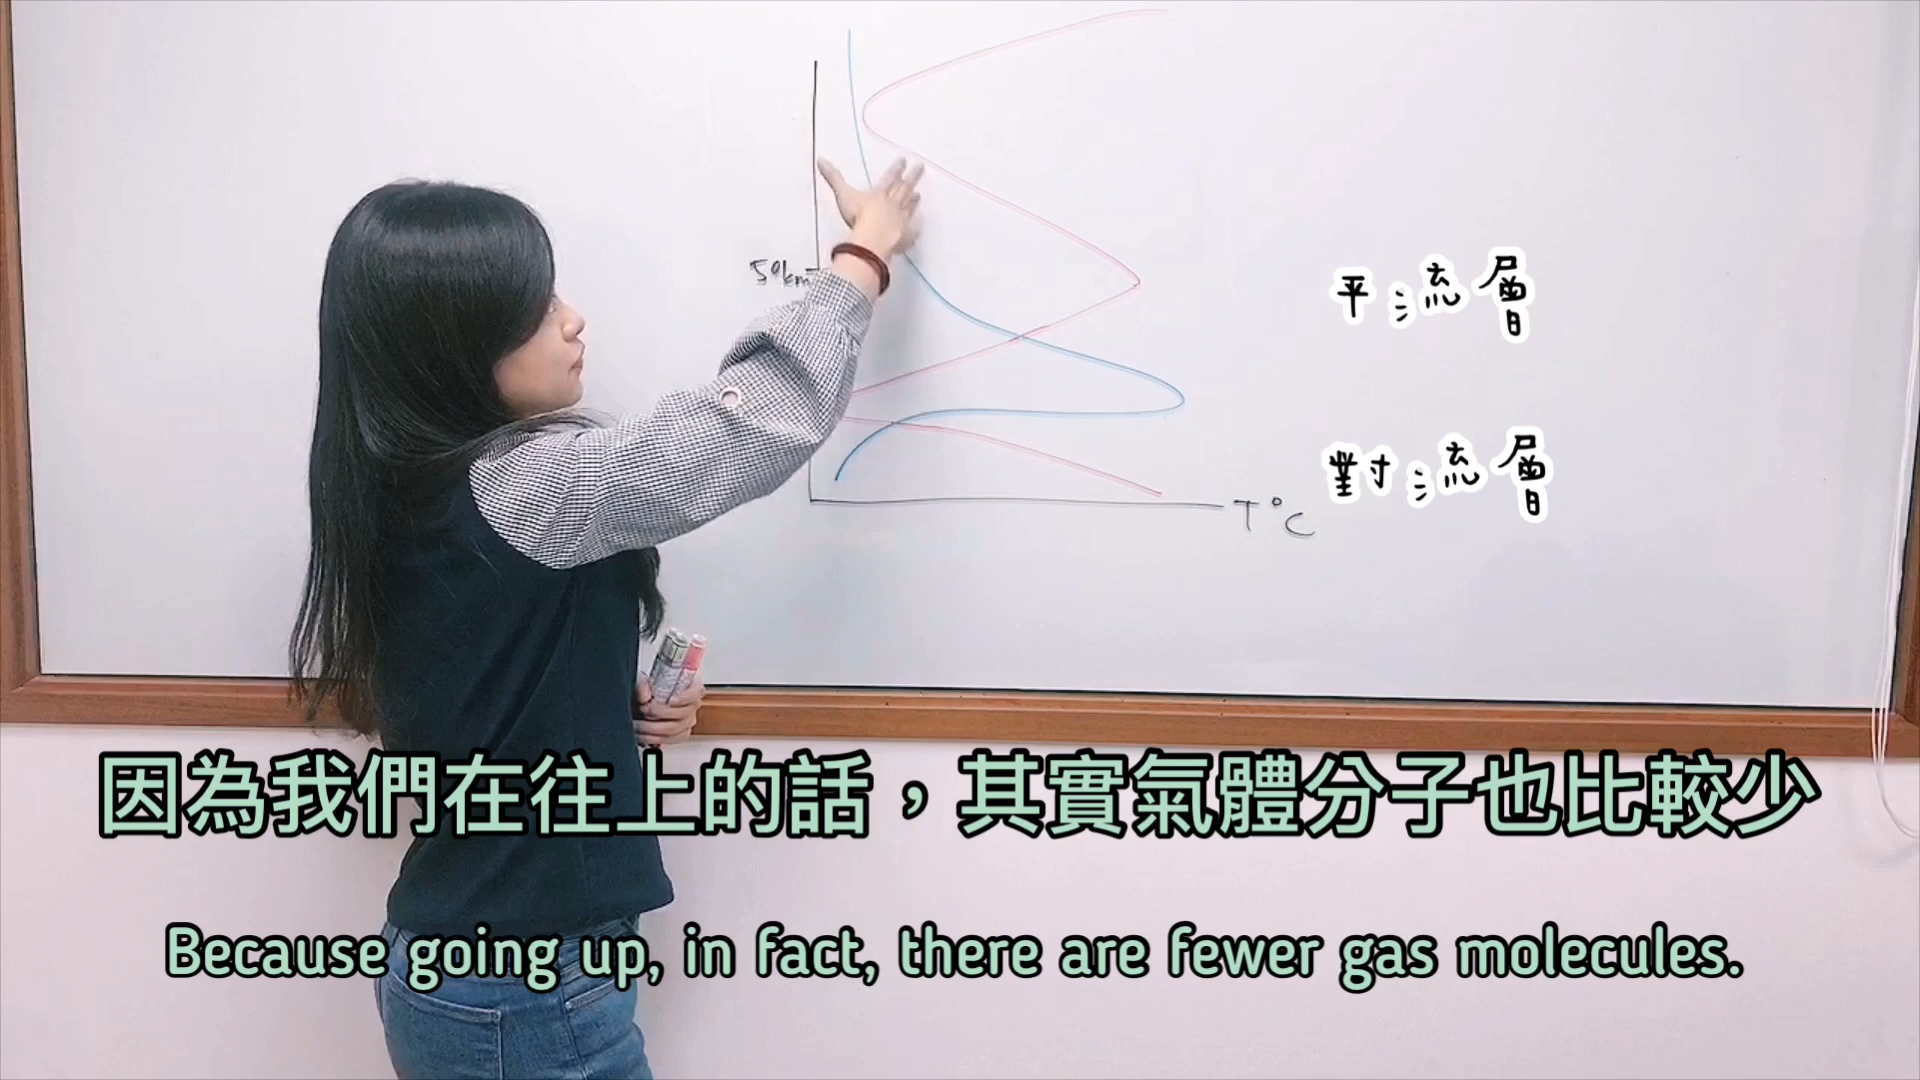 50km
平流層
對流層
T°C
因為我們在往上的話，其實氣體分子也比較少
Because going up, in fact, there are fewer gas molecules.